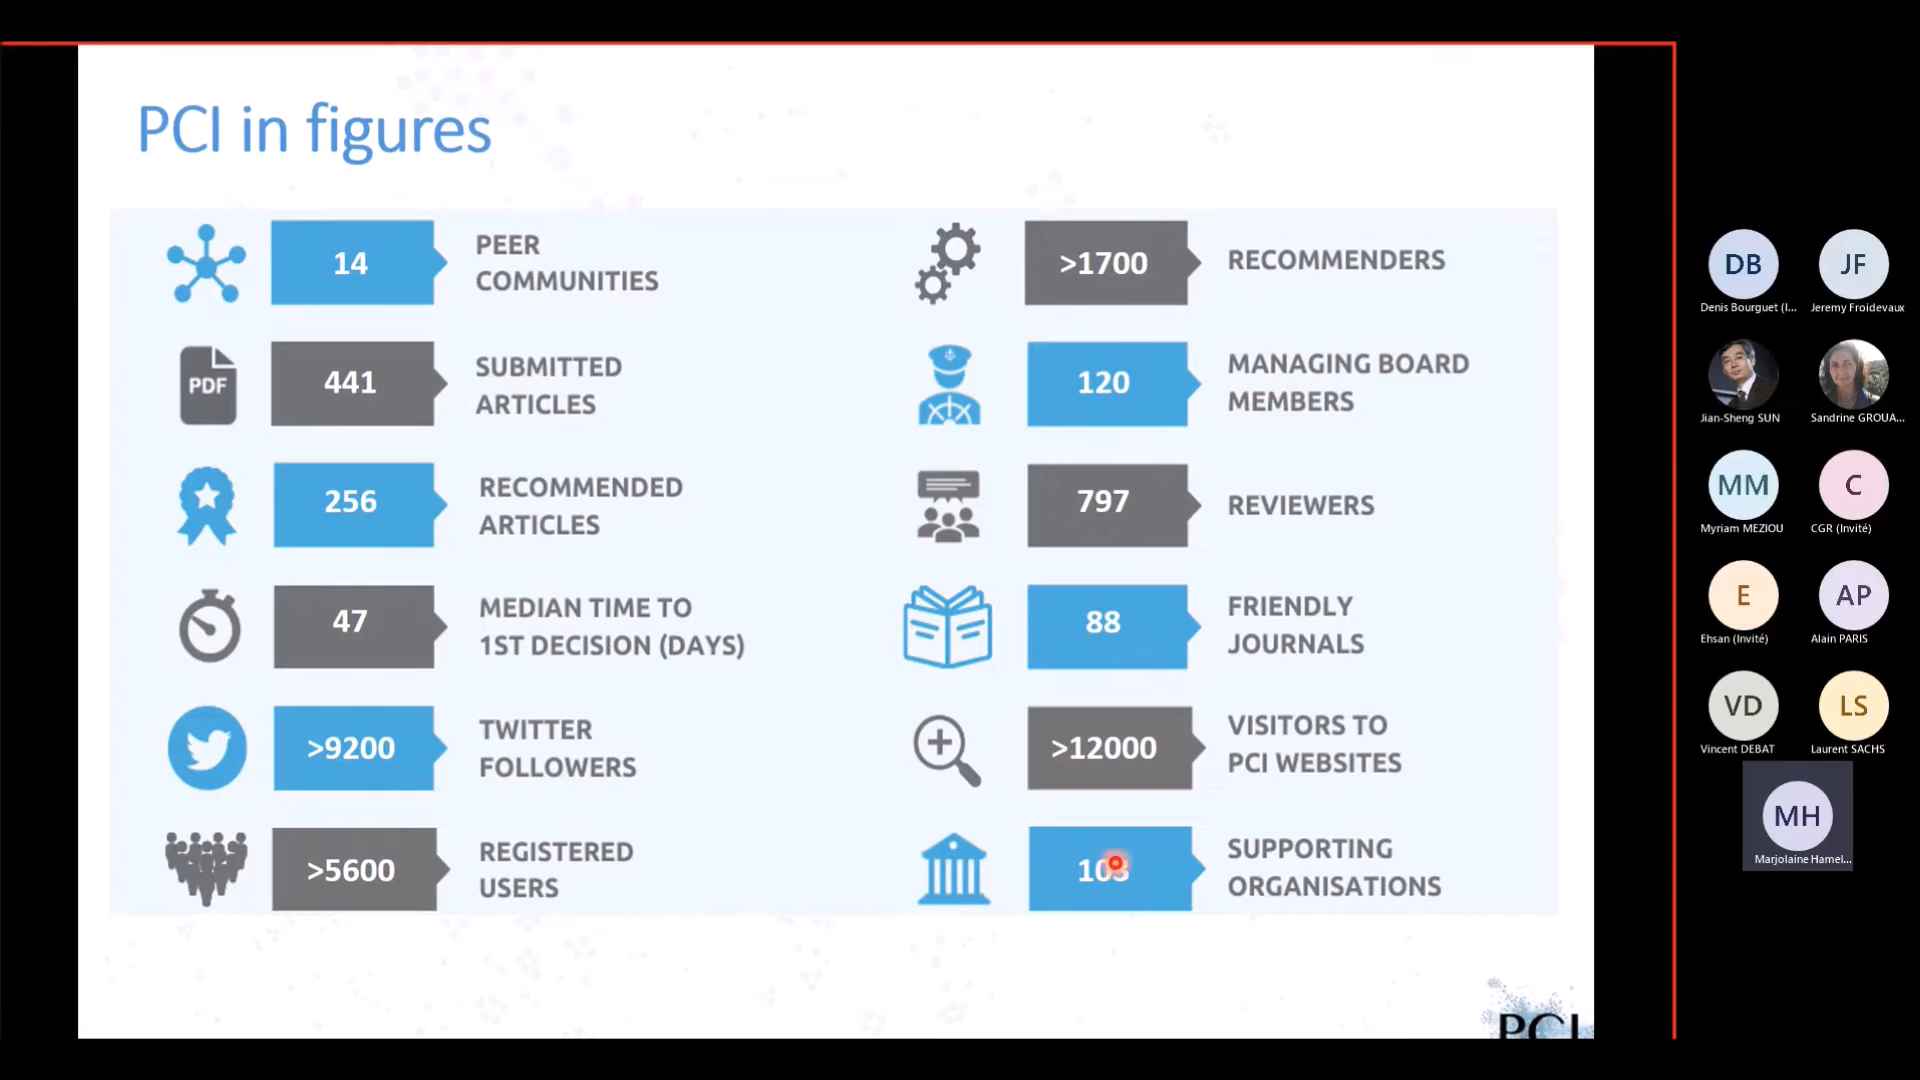 PCI in figures
14
PEER
COMMUNITIES
PDF
441
SUBMITTED
ARTICLES
256
RECOMMENDED
ARTICLES
47
MEDIAN TIME TO
1ST DECISION (DAYS)
>9200
TWITTER
FOLLOWERS
>5600
REGISTERED
USERS
>1700
RECOMMENDERS
120
MANAGING BOARD
MEMBERS
797
REVIEWERS
88
FRIENDLY
JOURNALS
>12000
VISITORS TO
PCI WEBSITES
SUPPORTING
ORGANISATIONS
PCI
DB
Denis Bourguet (I...
JF
Jeremy Froidevaux
Jian-Sheng SUN
Sandrine GROUA...
MM
Myriam MEZIOU
C
CGR (Invité)
E
Ehsan (Invité)
AP
Alain PARIS
VD
Vincent DEBAT
LS
Laurent SACHS
MH
Marjolaine Hamel...